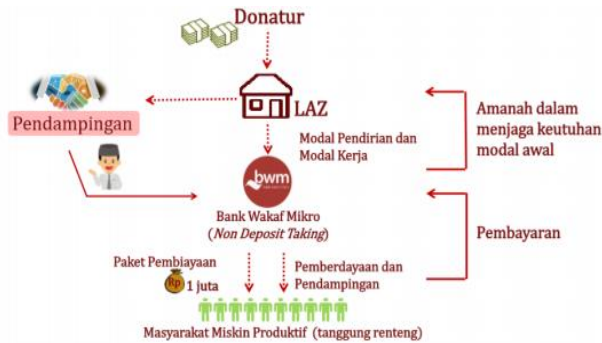 Donatur
LAZ
Pendampingan
Modal Pendirian dan
Modal Kerja
Amanah dalam
menjaga keutuhan
modal awal
bwm
Bank Wakaf Mikro
(Non Deposit Taking)
Pembayaran
Paket Pembiayaan
Rp 1 juta
Pemberdayaan dan
Pendampingan
Masyarakat Miskin Produktif (tanggung renteng)